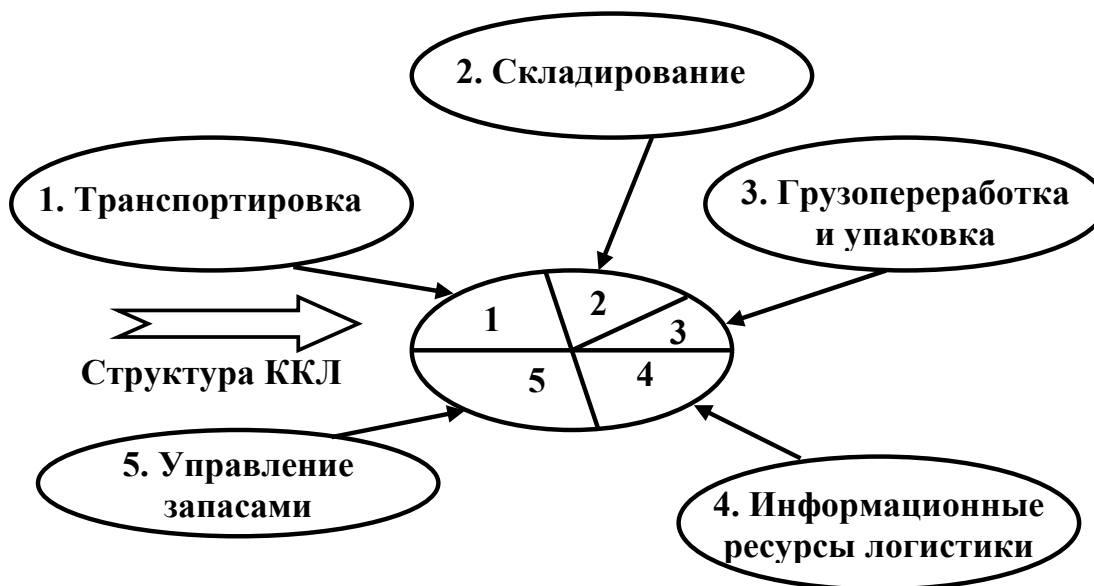 2. Складирование
1. Транспортировка
3. Грузопереработка
и упаковка
1
2
3
Структура ККЛ
5
4
5. Управление
запасами
4. Информационные
ресурсы логистики